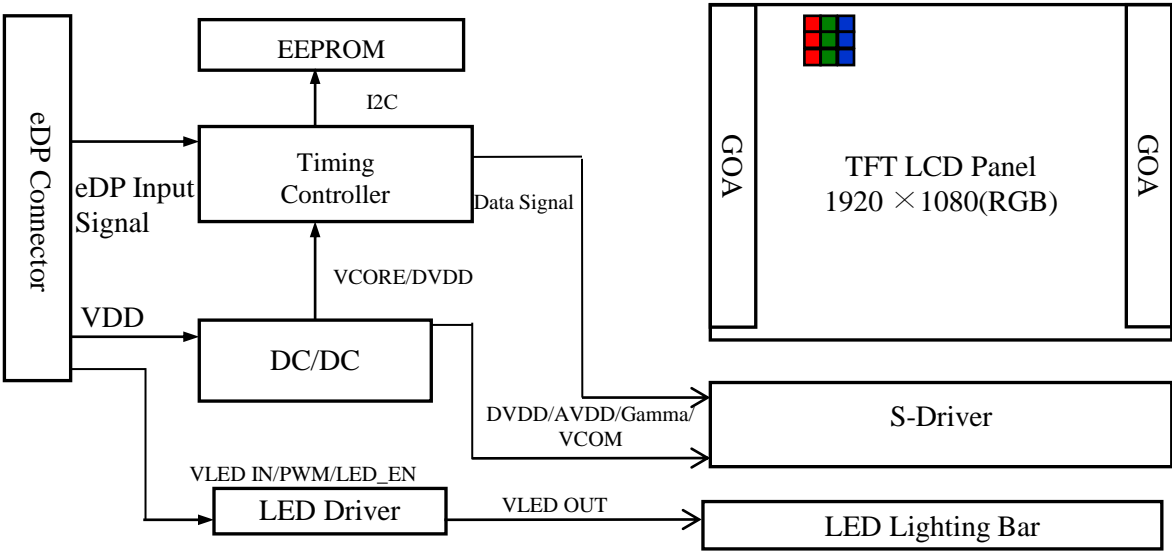 EEPROM
I2C
eDP Connector
Timing
Controller
eDP Input
Signal
Data Signal
VCORE/DVDD
VDD
DC/DC
DVDD/AVDD/Gamma/
VCOM
VLED IN/PWM/LED_EN
LED Driver
VLED OUT
GOA
TFT LCD Panel
1920 ×1080(RGB)
GOA
S-Driver
LED Lighting Bar